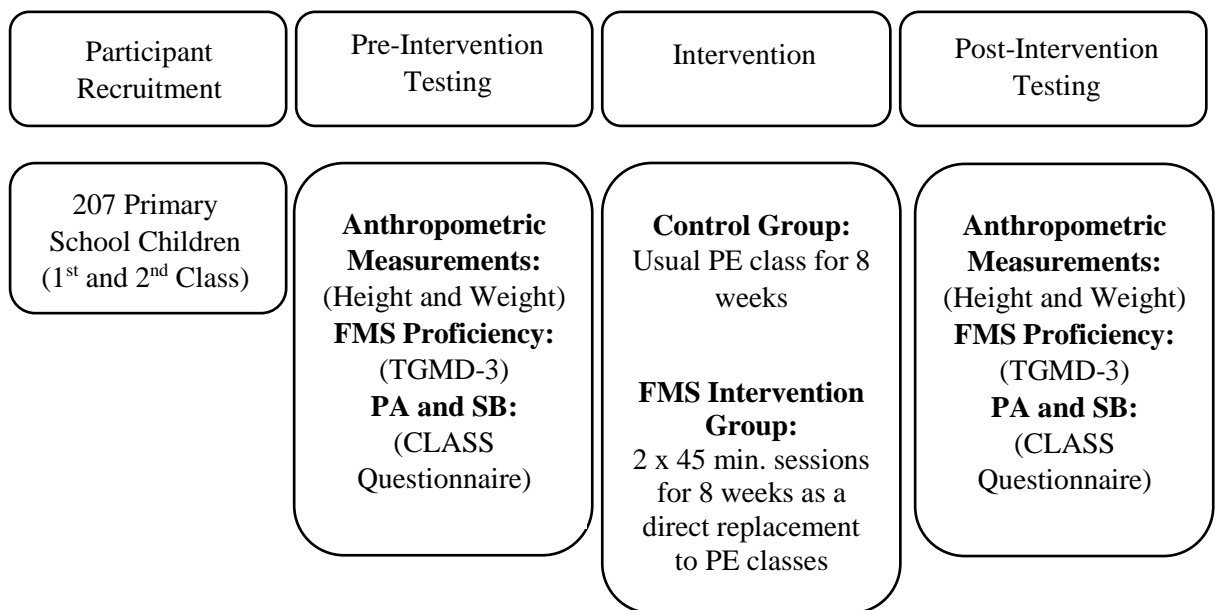 Participant
Recruitment
Pre-Intervention
Testing
Intervention
Post-Intervention
Testing
207 Primary
School Children
(1st and 2nd Class)
Anthropometric
Measurements:
(Height and Weight)
FMS Proficiency:
(TGMD-3)
PA and SB:
(CLASS
Questionnaire)
Control Group:
Usual PE class for 8
weeks
FMS Intervention
Group:
2 x 45 min. sessions
for 8 weeks as a
direct replacement
to PE classes
Anthropometric
Measurements:
(Height and Weight)
FMS Proficiency:
(TGMD-3)
PA and SB:
(CLASS
Questionnaire)